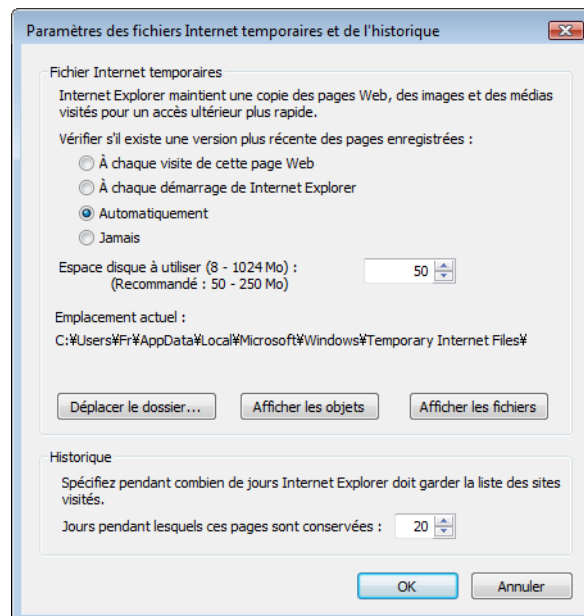 Paramètres des fichiers Internet temporaires et de l'historique
Fichier Internet temporaires
Internet Explorer maintient une copie des pages Web, des images et des médias
visités pour un accès ultérieur plus rapide.
Vérifier s'il existe une version plus récente des pages enregistrées :
À chaque visite de cette page Web
À chaque démarrage de Internet Explorer
Automatiquement
Jamais
Espace disque à utiliser (8 - 1024 Mo) : 50
(Recommandé : 50 - 250 Mo)
Emplacement actuel :
C:¥Users¥Fr¥AppData¥Local¥Microsoft¥Windows¥Temporary Internet Files¥
Déplacer le dossier... Afficher les objets Afficher les fichiers
Historique
Spécifiez pendant combien de jours Internet Explorer doit garder la liste des sites
visités.
Jours pendant lesquels ces pages sont conservées : 20
OK Annuler